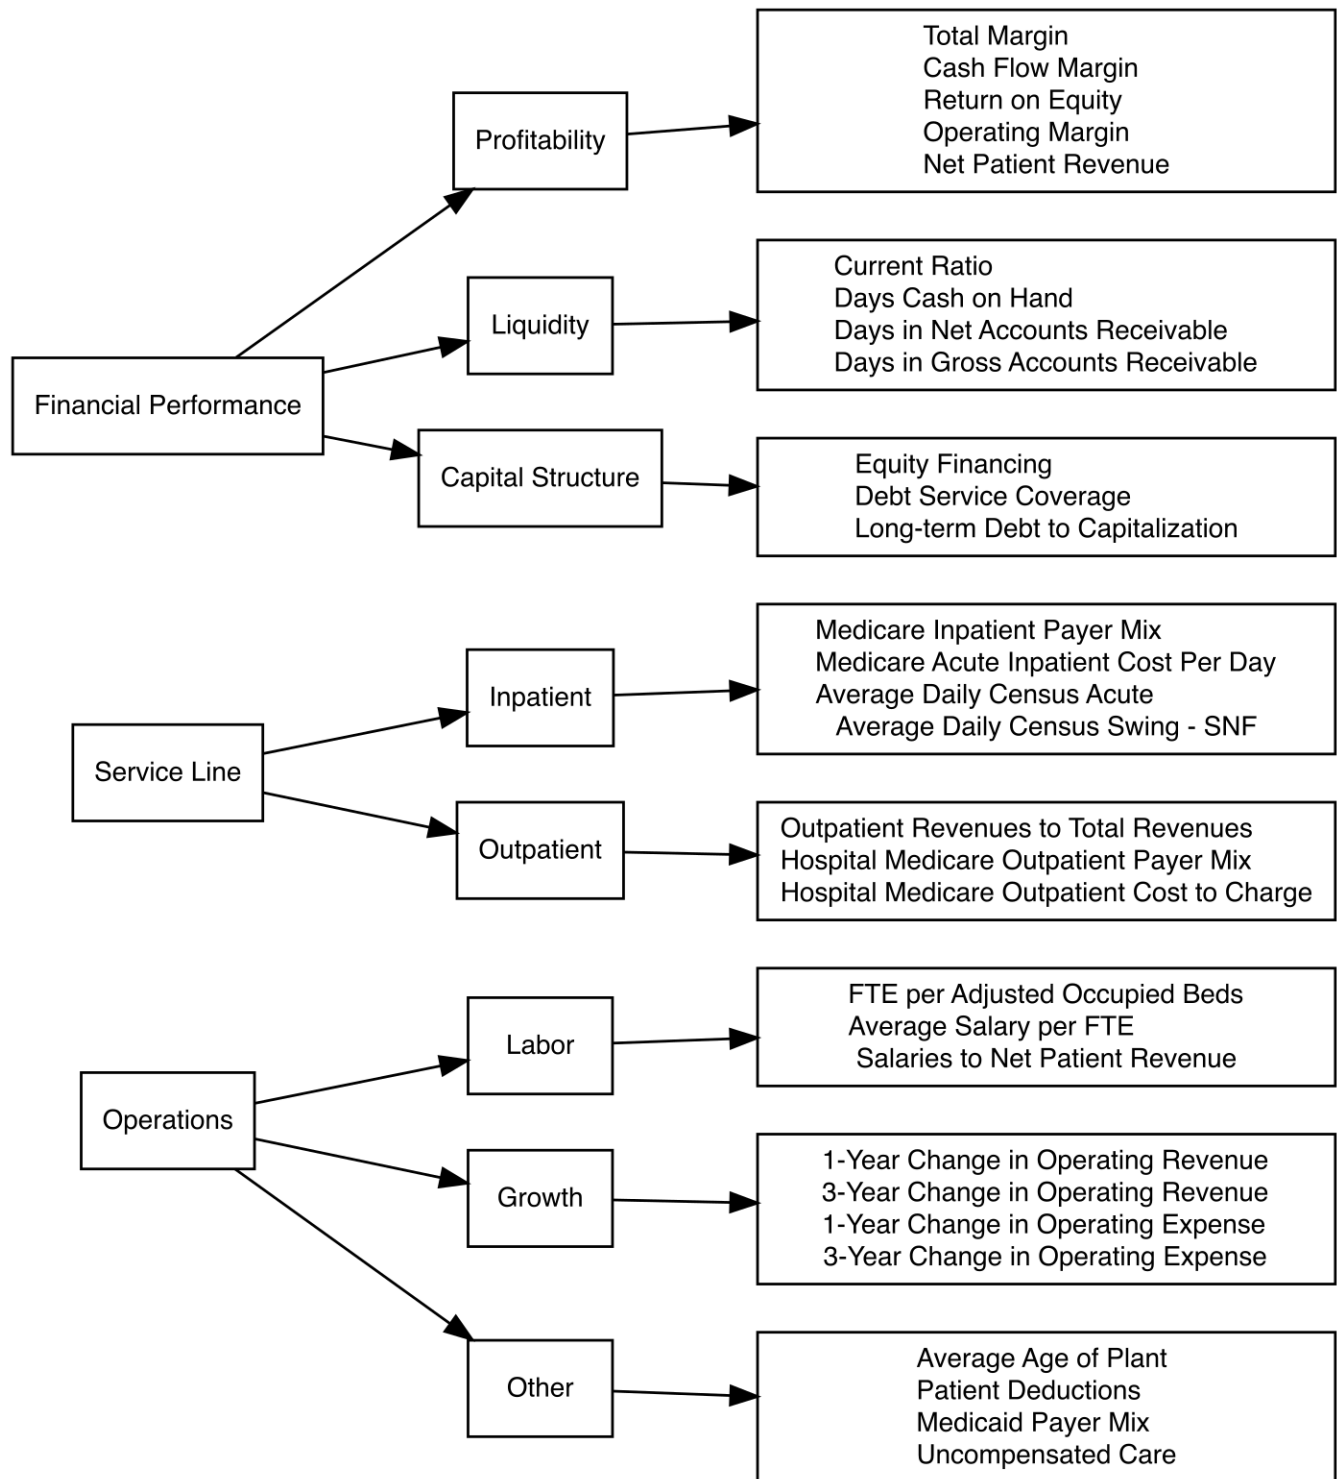 Financial Performance
Profitability
Total Margin
Cash Flow Margin
Return on Equity
Operating Margin
Net Patient Revenue
Liquidity
Current Ratio
Days Cash on Hand
Days in Net Accounts Receivable
Days in Gross Accounts Receivable
Capital Structure
Equity Financing
Debt Service Coverage
Long-term Debt to Capitalization
Service Line
Inpatient
Medicare Inpatient Payer Mix
Medicare Acute Inpatient Cost Per Day
Average Daily Census Acute
Average Daily Census Swing - SNF
Outpatient
Outpatient Revenues to Total Revenues
Hospital Medicare Outpatient Payer Mix
Hospital Medicare Outpatient Cost to Charge
Operations
Labor
FTE per Adjusted Occupied Beds
Average Salary per FTE
Salaries to Net Patient Revenue
Growth
1-Year Change in Operating Revenue
3-Year Change in Operating Revenue
1-Year Change in Operating Expense
3-Year Change in Operating Expense
Other
Average Age of Plant
Patient Deductions
Medicaid Payer Mix
Uncompensated Care